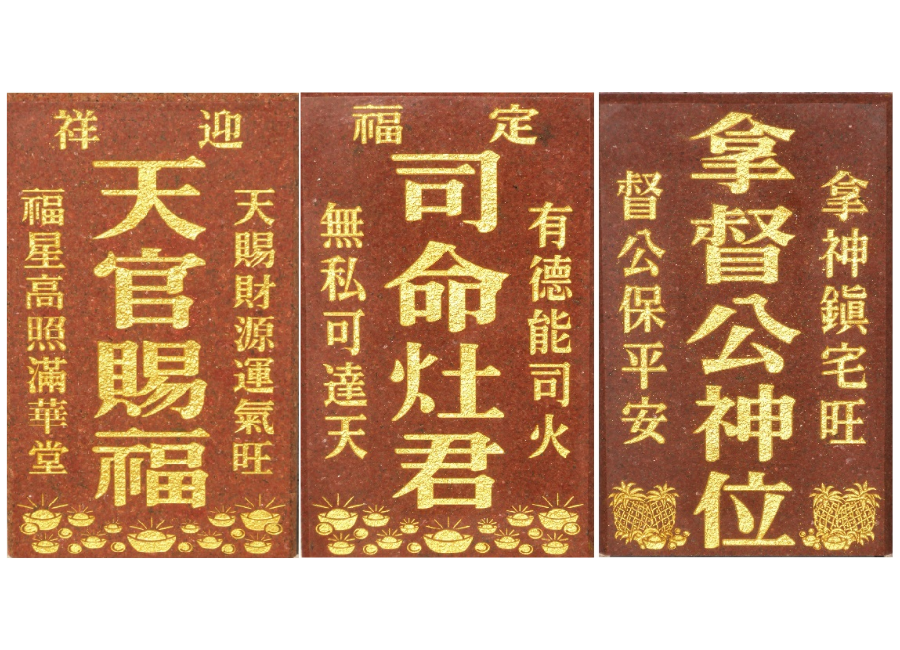 迎祥
天賜財源運氣旺
天官賜福
福星高照滿華堂
定福
有德能司火
司命灶君
無私可達天
拿神鎮宅旺
拿督公神位
督公保平安